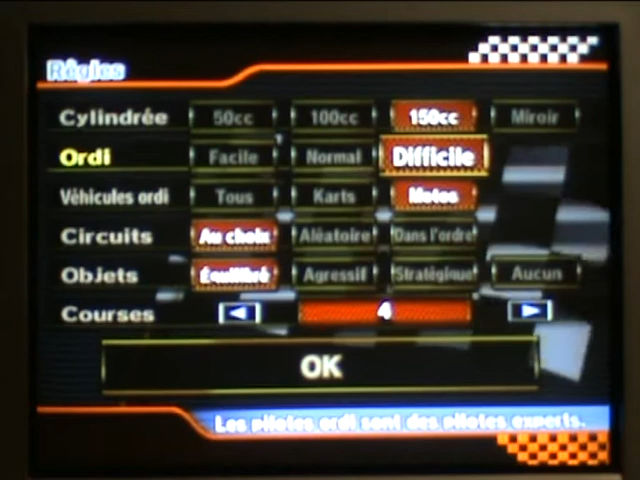 Règles
Cylindrée 50cc 100cc 150cc Miroir
Ordi Facile Normal Difficile
Véhicules ordi Tous Karts Motos
Circuits Au choix Aléatoire Dans l'ordre
Objets Équilibré Agressif Stratégique Aucun
Courses 4
OK
Les pilotes ordi sont des pilotes experts.